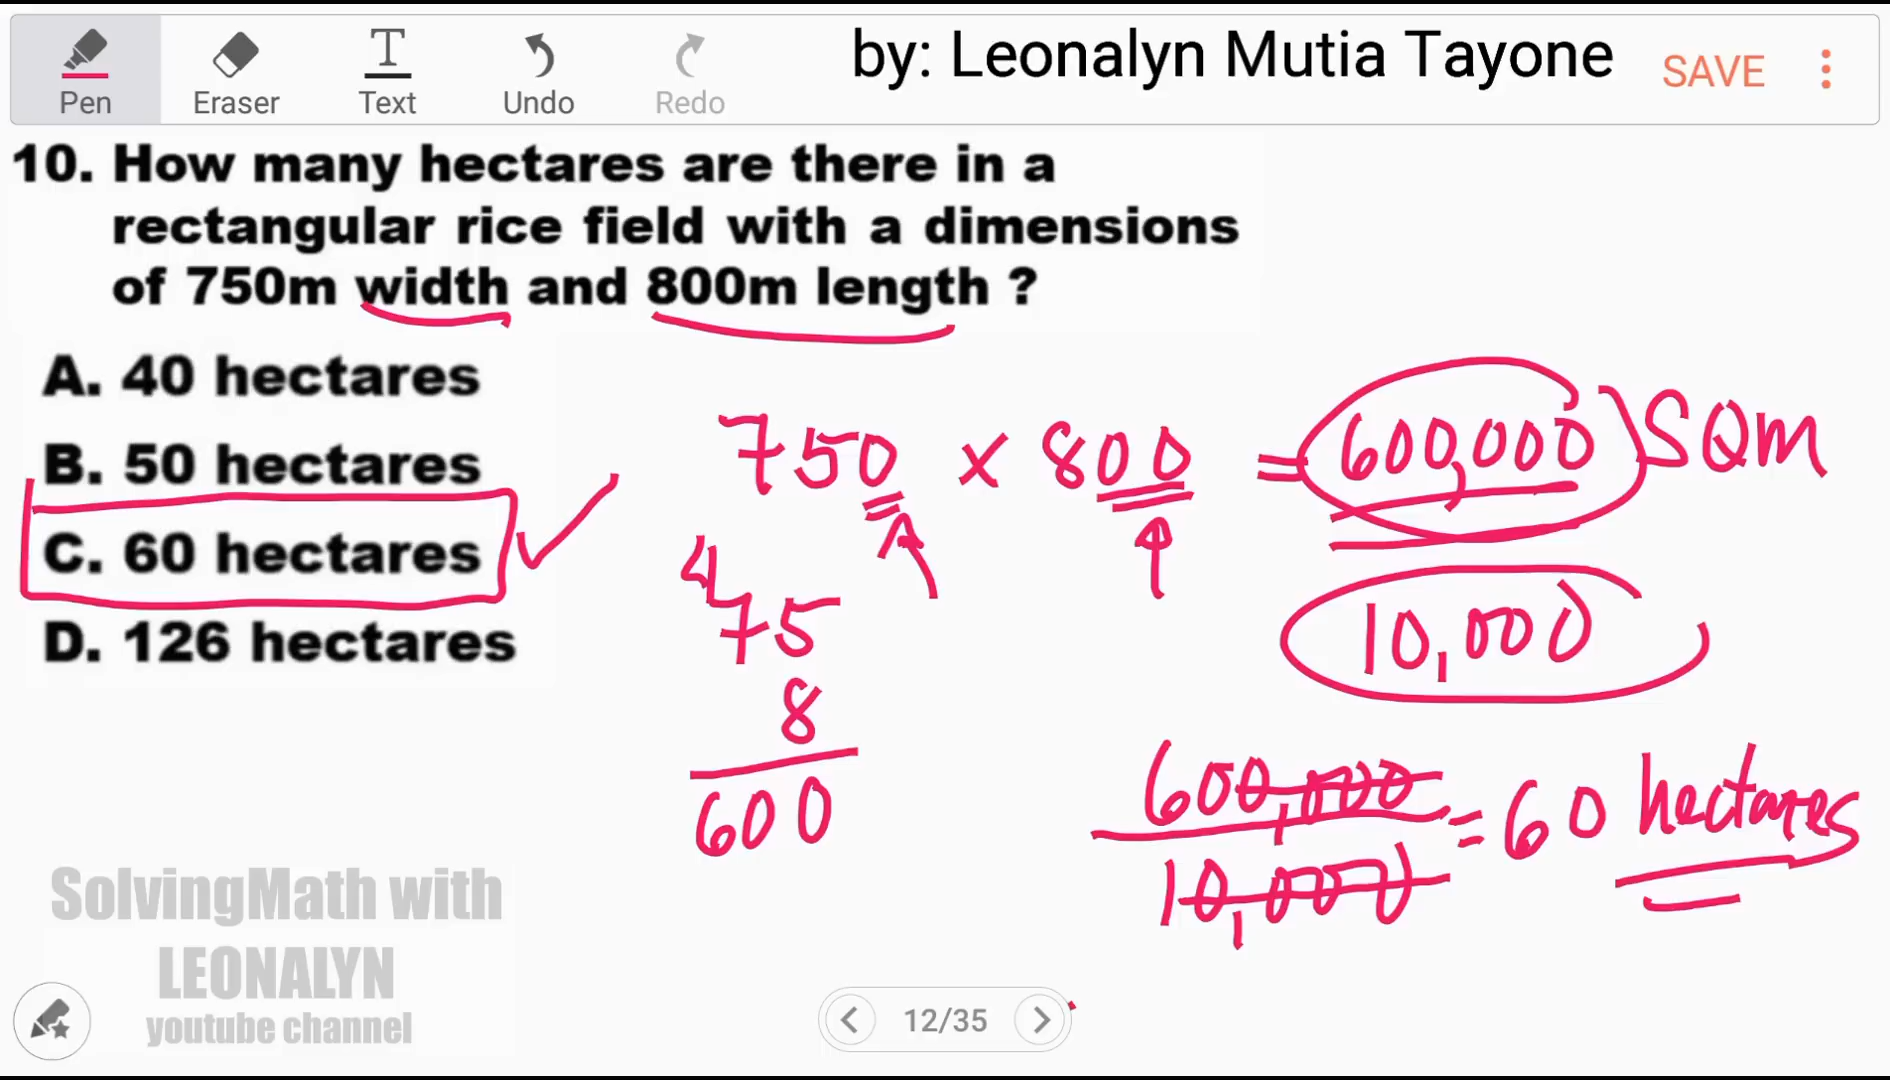 by: Leonalyn Mutia Tayone
SAVE
Pen
Eraser
Text
Undo
Redo
10. How many hectares are there in a
rectangular rice field with a dimensions
of 750m width and 800m length ?
A. 40 hectares
B. 50 hectares
C. 60 hectares
D. 126 hectares
750 x 800 = 600,000 SQM
10,000
4
75
8
600
600,000
10,000
= 60 hectares
SolvingMath with
LEONALYN
youtube channel
12/35